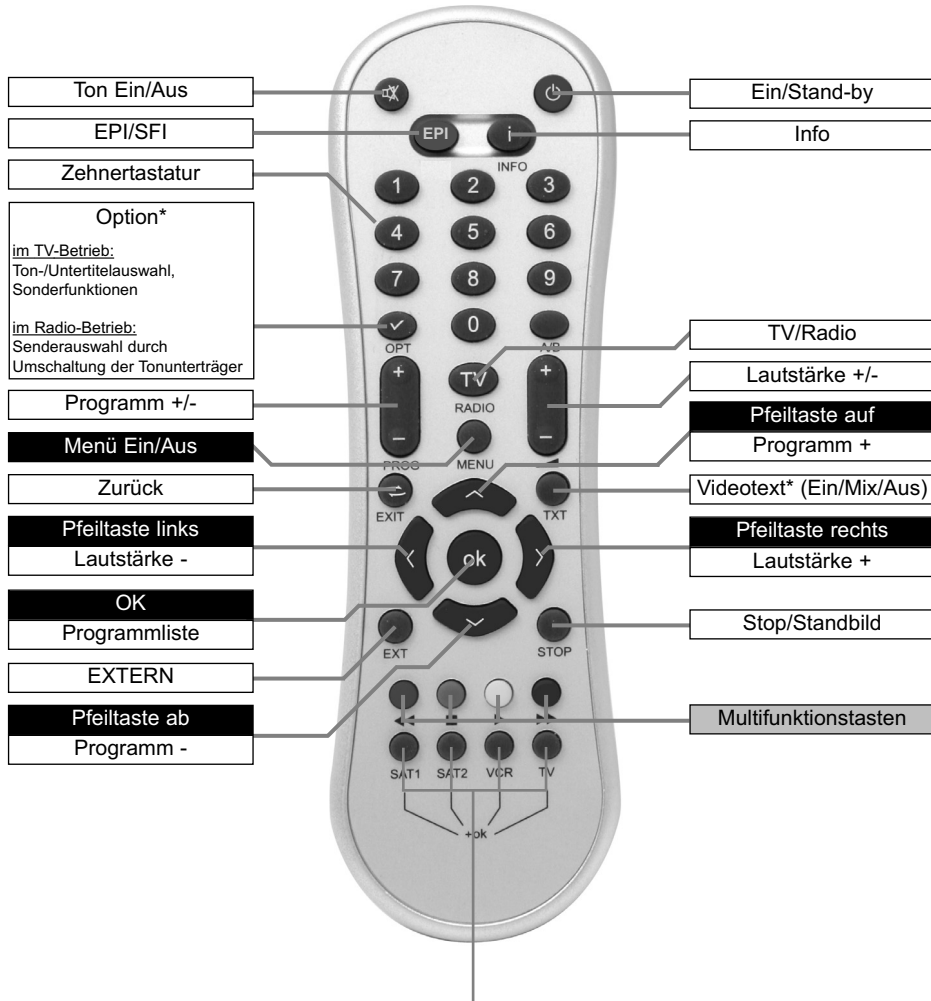 Ton Ein/Aus
EPI/SFI
Zehnertastatur
Option*
im TV-Betrieb:
Ton-/Untertitelauswahl,
Sonderfunktionen
im Radio-Betrieb:
Senderauswahl durch
Umschaltung der Tonunterträger
Programm +/-
Menü Ein/Aus
Zurück
Pfeiltaste links
Lautstärke -
OK
Programmliste
EXTERN
Pfeiltaste ab
Programm -
EPI
i
INFO
1
2
3
4
5
6
7
8
9
0
OPT
A/B
+
TV
+
RADIO
-
-
PROG
MENU
EXIT
TXT
ok
EXT
STOP
SAT1
SAT2
VCR
TV
+ok
Ein/Stand-by
Info
TV/Radio
Lautstärke +/-
Pfeiltaste auf
Programm +
Videotext* (Ein/Mix/Aus)
Pfeiltaste rechts
Lautstärke +
Stop/Standbild
Multifunktionstasten